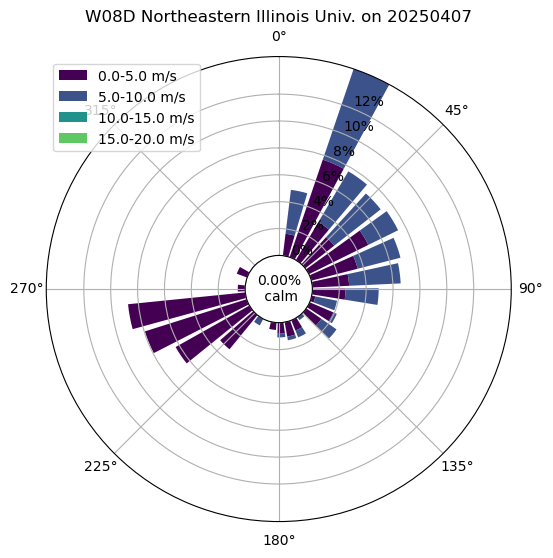 W08D Northeastern Illinois Univ. on 20250407
0°
0.0-5.0 m/s
5.0-10.0 m/s
10.0-15.0 m/s
15.0-20.0 m/s
315°
45°
12%
10%
8%
6%
4%
2%
0%
0.00%
calm
270°
90°
225°
135°
180°